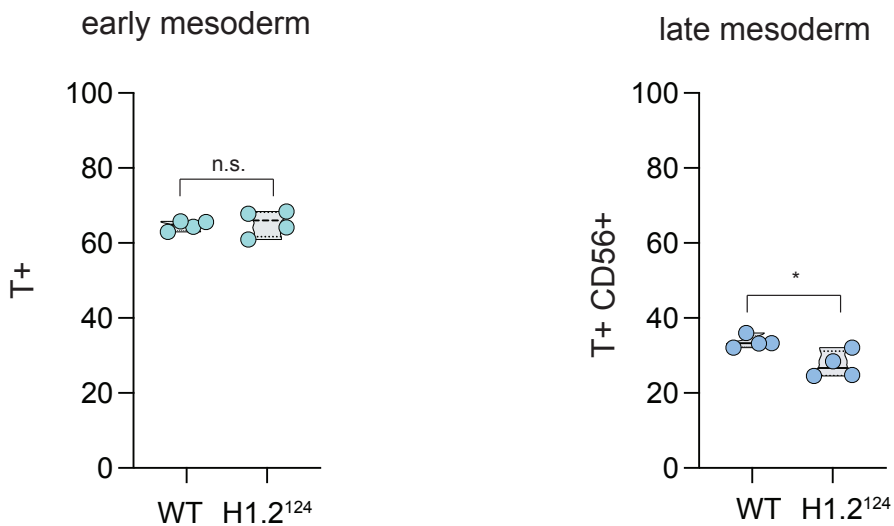 early mesoderm
T+
100
80
60
40
20
0
n.s.
WT H1.2¹²⁴
late mesoderm
T+ CD56+
100
80
60
40
20
0
*
WT H1.2¹²⁴